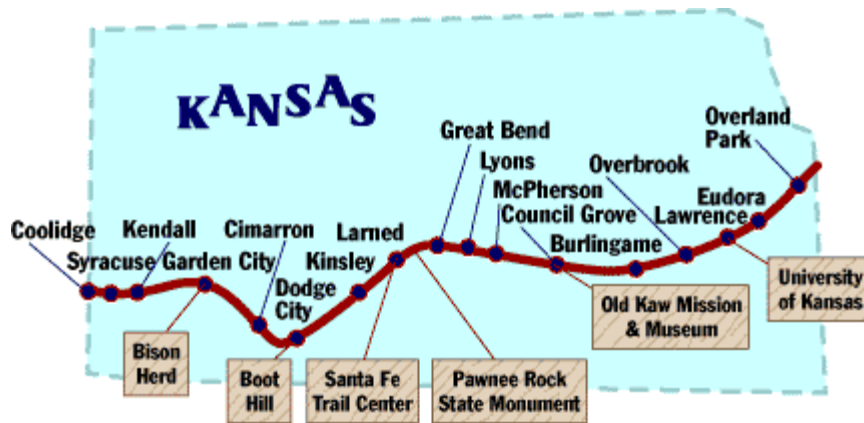 KANSAS
Overland
Park
Great Bend
Lyons
Overbrook
McPherson
Eudora
Council Grove
Lawrence
Coolidge
Kendall
Cimarron
Larned
Burlingame
Syracuse
Garden City
Kinsley
Dodge
City
University
of Kansas
Old Kaw Mission
& Museum
Bison
Herd
Boot
Hill
Santa Fe
Trail Center
Pawnee Rock
State Monument